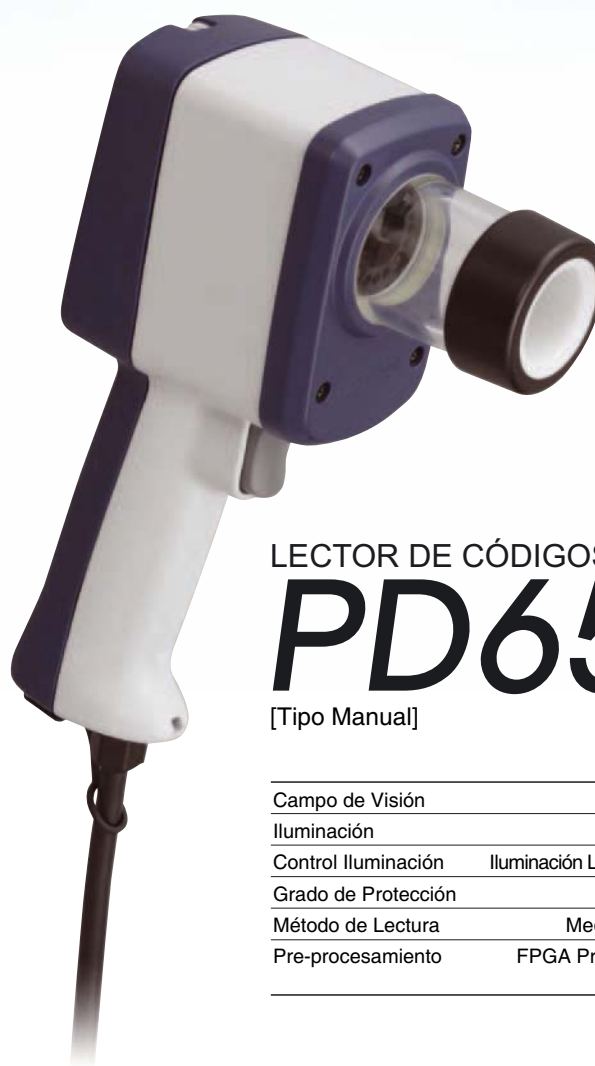 LECTOR DE CÓDIGOS
PD65
[Tipo Manual]
Campo de Visión
Iluminación
Control Iluminación Iluminación L
Grado de Protección
Método de Lectura Me
Pre-procesamiento FPGA Pr